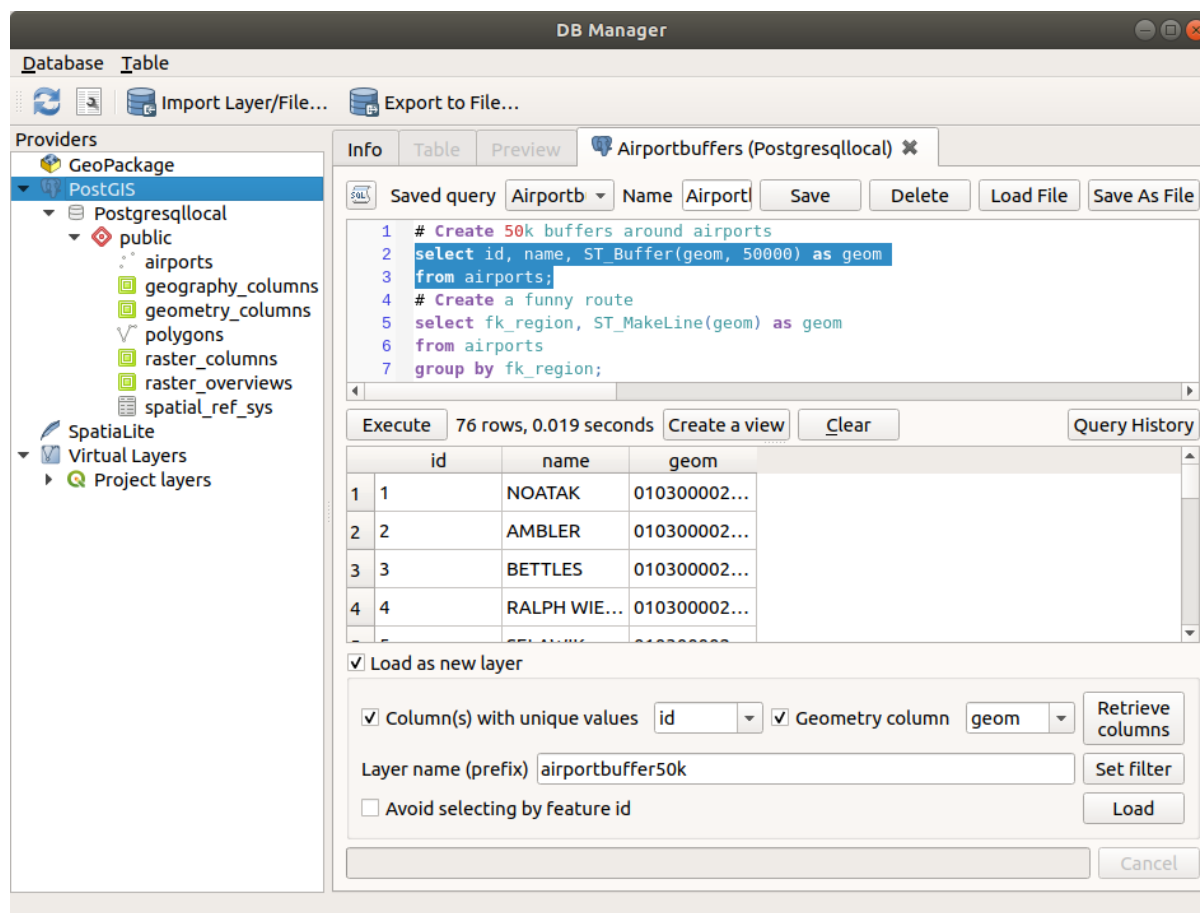 DB Manager
Database Table
Import Layer/File... Export to File...
Providers
GeoPackage
PostGIS
Postgresqllocal
public
airports
geography_columns
geometry_columns
polygons
raster_columns
raster_overviews
spatial_ref_sys
SpatiaLite
Virtual Layers
Project layers
Info Table Preview Airportbuffers (Postgresqllocal)
SQL Saved query Airportb Name Airportl Save Delete Load File Save As File
1 # Create 50k buffers around airports
2 select id, name, ST_Buffer(geom, 50000) as geom
3 from airports;
4 # Create a funny route
5 select fk_region, ST_MakeLine(geom) as geom
6 from airports
7 group by fk_region;
Execute 76 rows, 0.019 seconds Create a view Clear Query History
id name geom
1 1 NOATAK 010300002...
2 2 AMBLER 010300002...
3 3 BETTLES 010300002...
4 4 RALPH WIE... 010300002...
Load as new layer
Column(s) with unique values id Geometry column geom Retrieve columns
Layer name (prefix) airportbuffer50k Set filter
Avoid selecting by feature id Load
Cancel